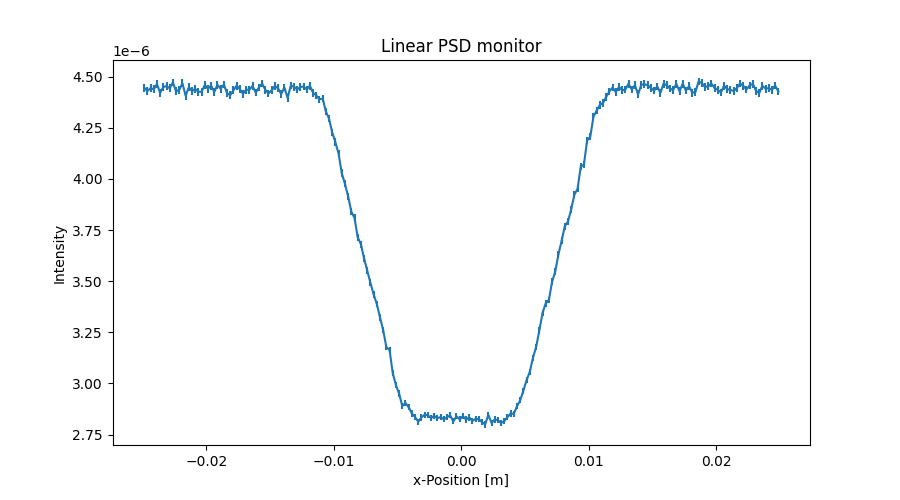 Linear PSD monitor
1e−6
4.50
4.25
4.00
3.75
3.50
3.25
3.00
2.75
Intensity
−0.02 −0.01 0.00 0.01 0.02
x-Position [m]